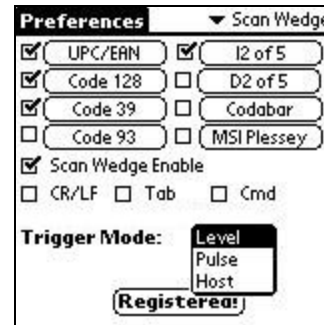 Preferences ▼ Scan Wedge
UPC/EAN I2 of 5
Code 128 D2 of 5
Code 39 Codabar
Code 93 MSI Plessey
Scan Wedge Enable
CR/LF Tab Cmd
Trigger Mode: Level
Pulse
Host
Registered!